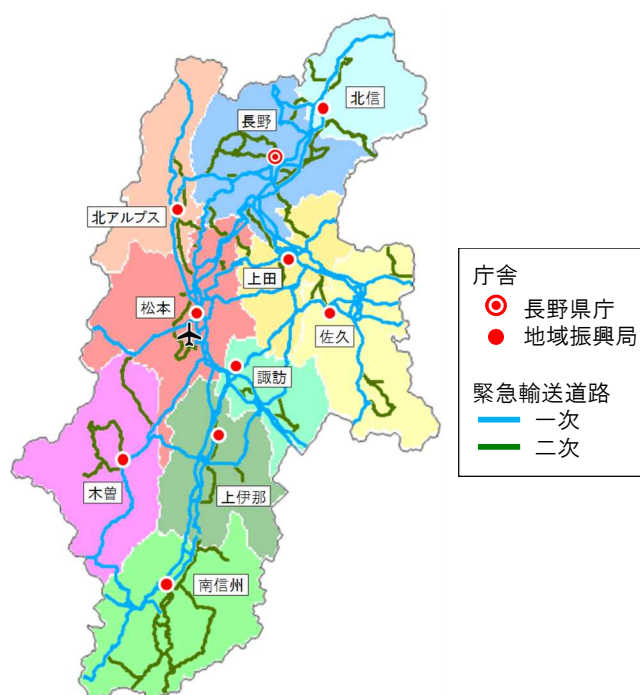 北信
長野
北アルプス
上田
松本
佐久
諏訪
木曽
上伊那
南信州
庁舎
長野県庁
地域振興局
緊急輸送道路
一次
二次